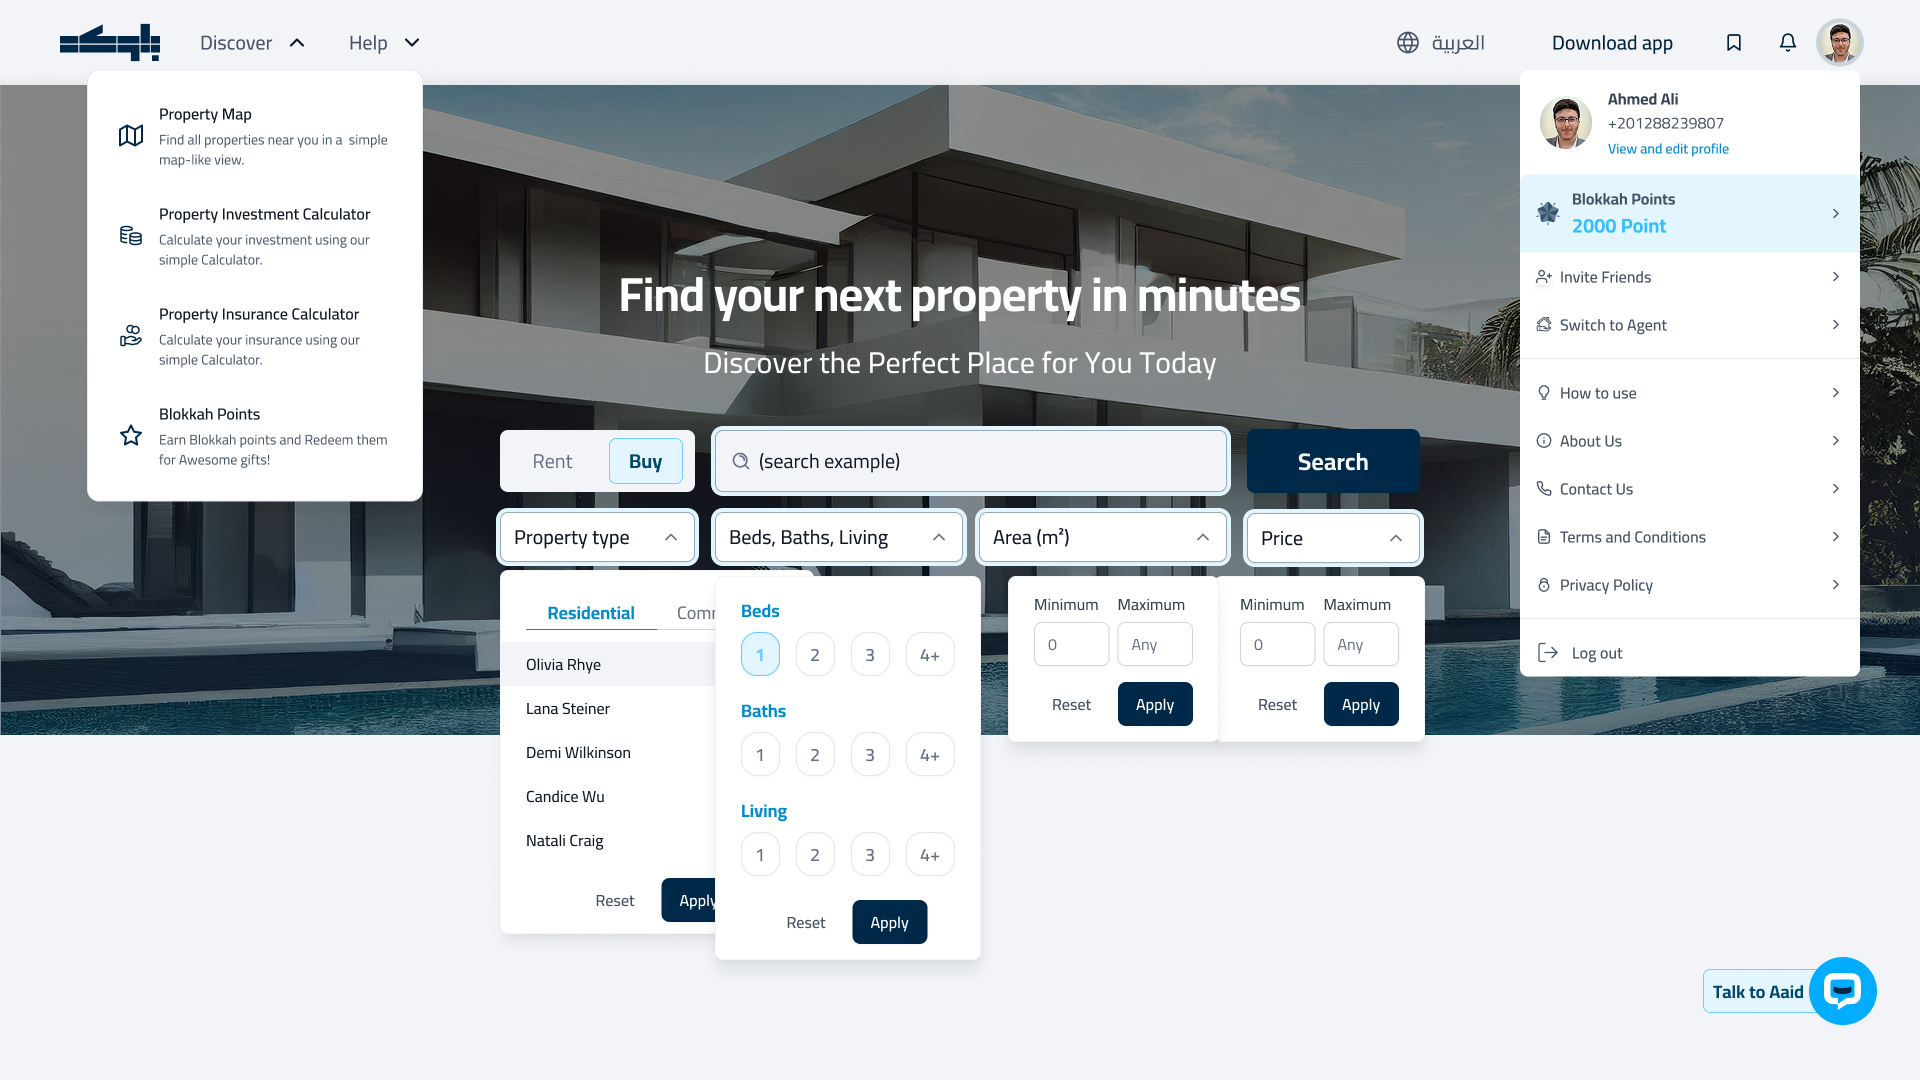 بلوكة
Discover
Help
العربية
Download app
Property Map
Find all properties near you in a simple
map-like view.
Property Investment Calculator
Calculate your investment using our
simple Calculator.
Property Insurance Calculator
Calculate your insurance using our
simple Calculator.
Blokkah Points
Earn Blokkah points and Redeem them
for Awesome gifts!
Ahmed Ali
+201288239807
View and edit profile
Blokkah Points
2000 Point
Invite Friends
Switch to Agent
How to use
About Us
Contact Us
Terms and Conditions
Privacy Policy
Log out
Find your next property in minutes
Discover the Perfect Place for You Today
Rent
Buy
(search example)
Search
Property type
Beds, Baths, Living
Area (m²)
Price
Residential
Comm
Olivia Rhye
Lana Steiner
Demi Wilkinson
Candice Wu
Natali Craig
Reset
Apply
Beds
1 2 3 4+
Baths
1 2 3 4+
Living
1 2 3 4+
Reset
Apply
Minimum Maximum
0 Any
Reset
Apply
Minimum Maximum
0 Any
Reset
Apply
Talk to Aaid